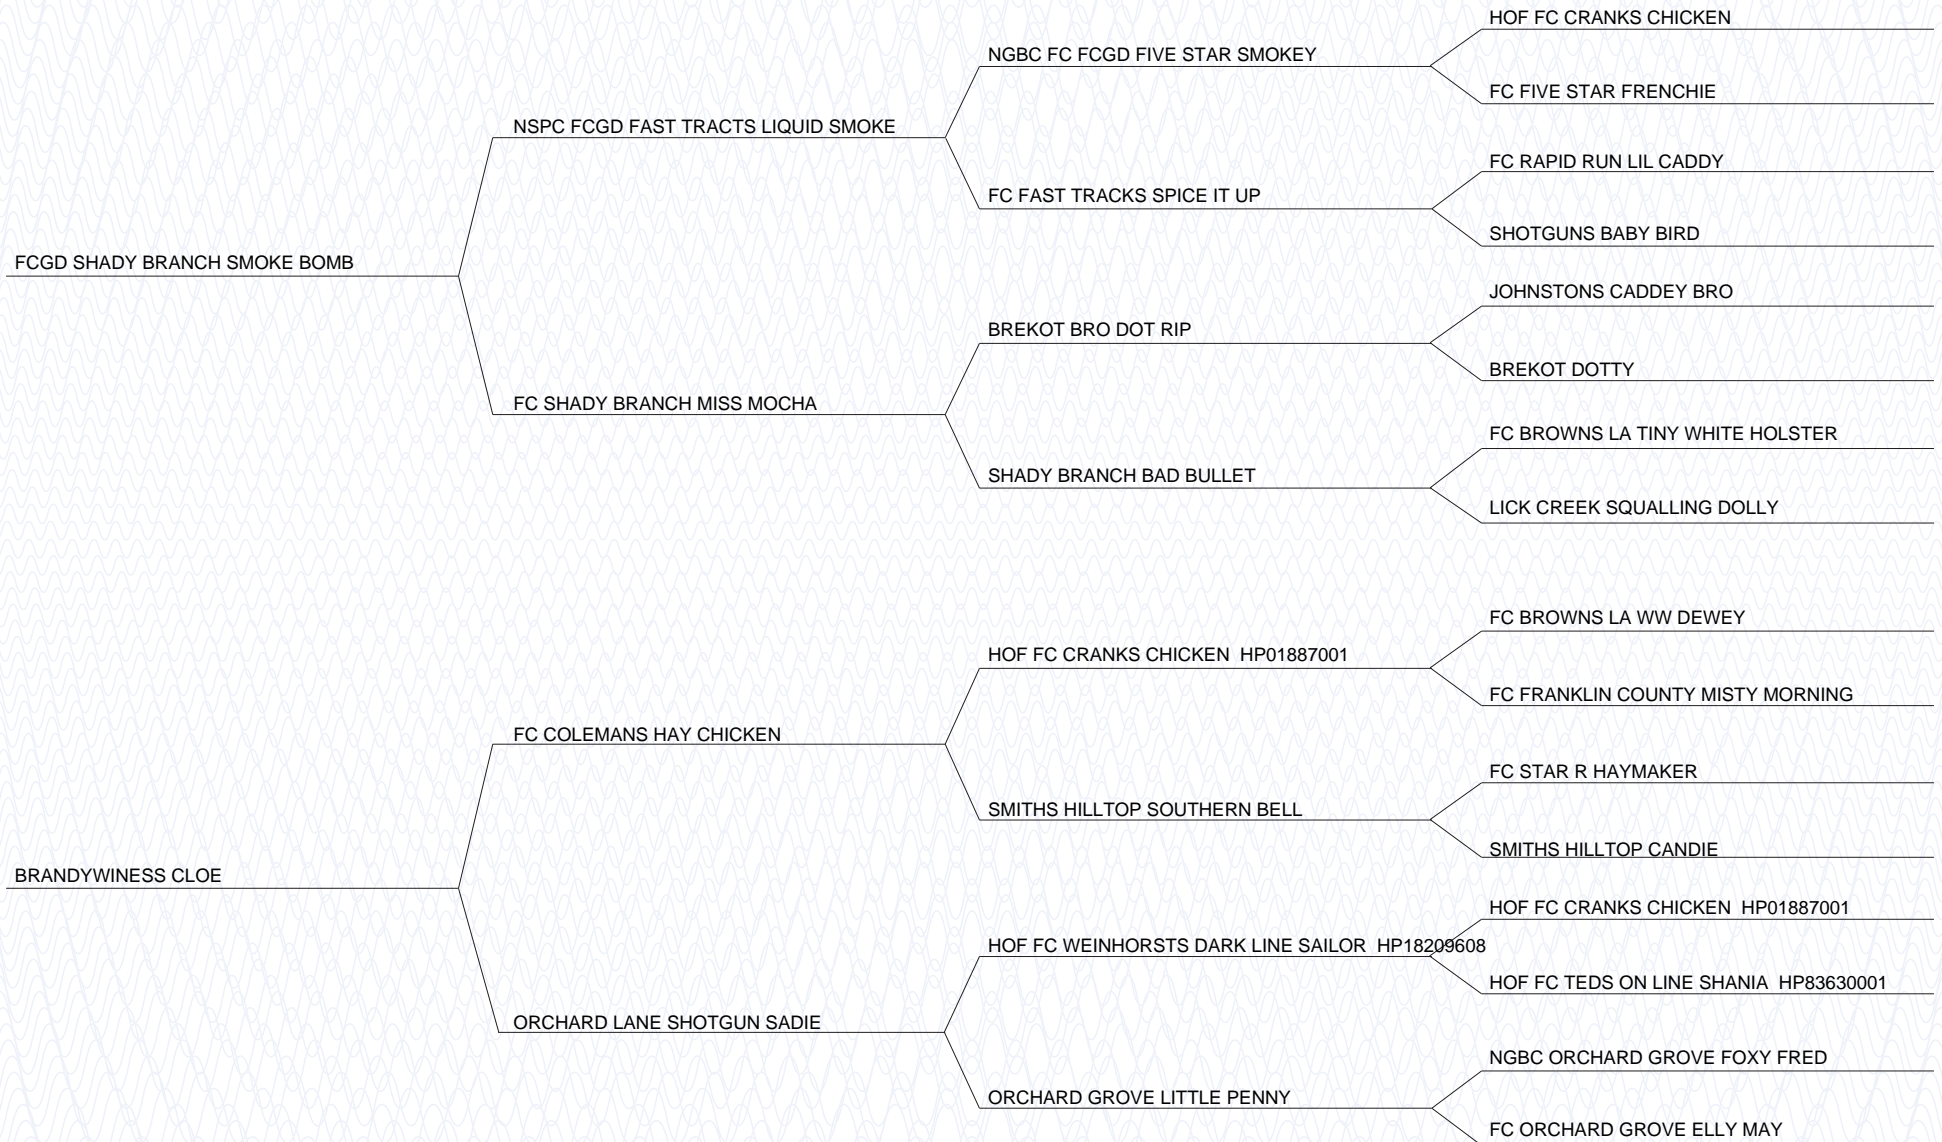 HOF FC CRANKS CHICKEN
NGBC FC FCGD FIVE STAR SMOKEY
FC FIVE STAR FRENCHIE
NSPC FCGD FAST TRACTS LIQUID SMOKE
FC RAPID RUN LIL CADDY
FC FAST TRACKS SPICE IT UP
SHOTGUNS BABY BIRD
FCGD SHADY BRANCH SMOKE BOMB
JOHNSTONS CADDEY BRO
BREKOT BRO DOT RIP
BREKOT DOTTY
FC SHADY BRANCH MISS MOCHA
FC BROWNS LA TINY WHITE HOLSTER
SHADY BRANCH BAD BULLET
LICK CREEK SQUALLING DOLLY
FC BROWNS LA WW DEWEY
HOF FC CRANKS CHICKEN HP01887001
FC FRANKLIN COUNTY MISTY MORNING
FC COLEMANS HAY CHICKEN
FC STAR R HAYMAKER
SMITHS HILLTOP SOUTHERN BELL
SMITHS HILLTOP CANDIE
BRANDYWINESS CLOE
HOF FC CRANKS CHICKEN HP01887001
HOF FC WEINHORSTS DARK LINE SAILOR HP18209608
HOF FC TEDS ON LINE SHANIA HP83630001
ORCHARD LANE SHOTGUN SADIE
NGBC ORCHARD GROVE FOXY FRED
ORCHARD GROVE LITTLE PENNY
FC ORCHARD GROVE ELLY MAY